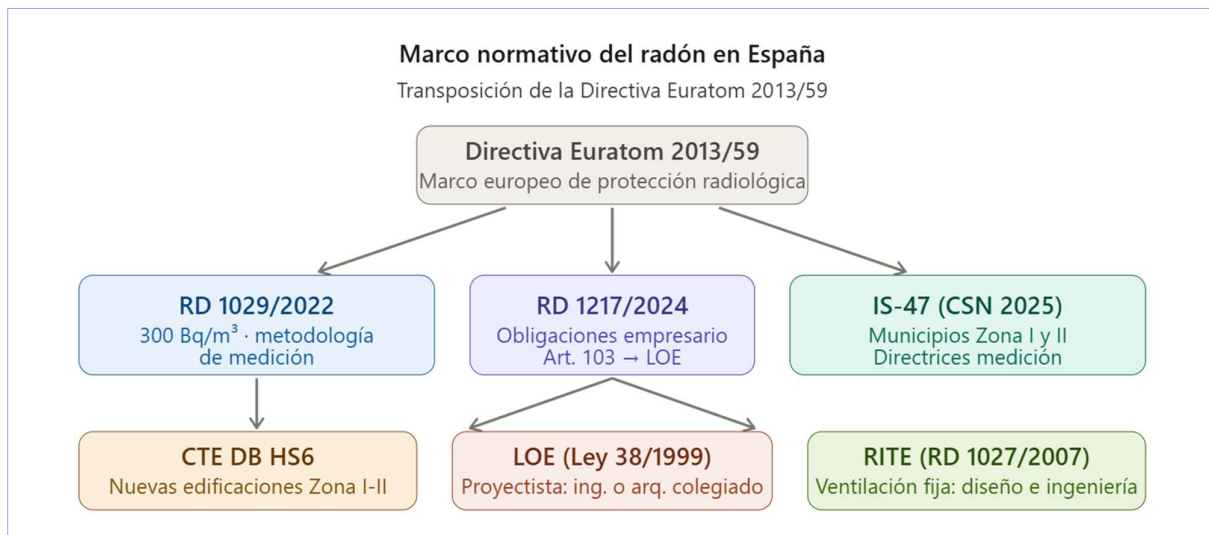 Marco normativo del radón en España
Transposición de la Directiva Euratom 2013/59
Directiva Euratom 2013/59
Marco europeo de protección radiológica
RD 1029/2022
300 Bq/m³ · metodología
de medición
RD 1217/2024
Obligaciones empresario
Art. 103 → LOE
IS-47 (CSN 2025)
Municipios Zona I y II
Directrices medición
CTE DB HS6
Nuevas edificaciones Zona I-II
LOE (Ley 38/1999)
Proyectista: ing. o arq. colegiado
RITE (RD 1027/2007)
Ventilación fija: diseño e ingeniería